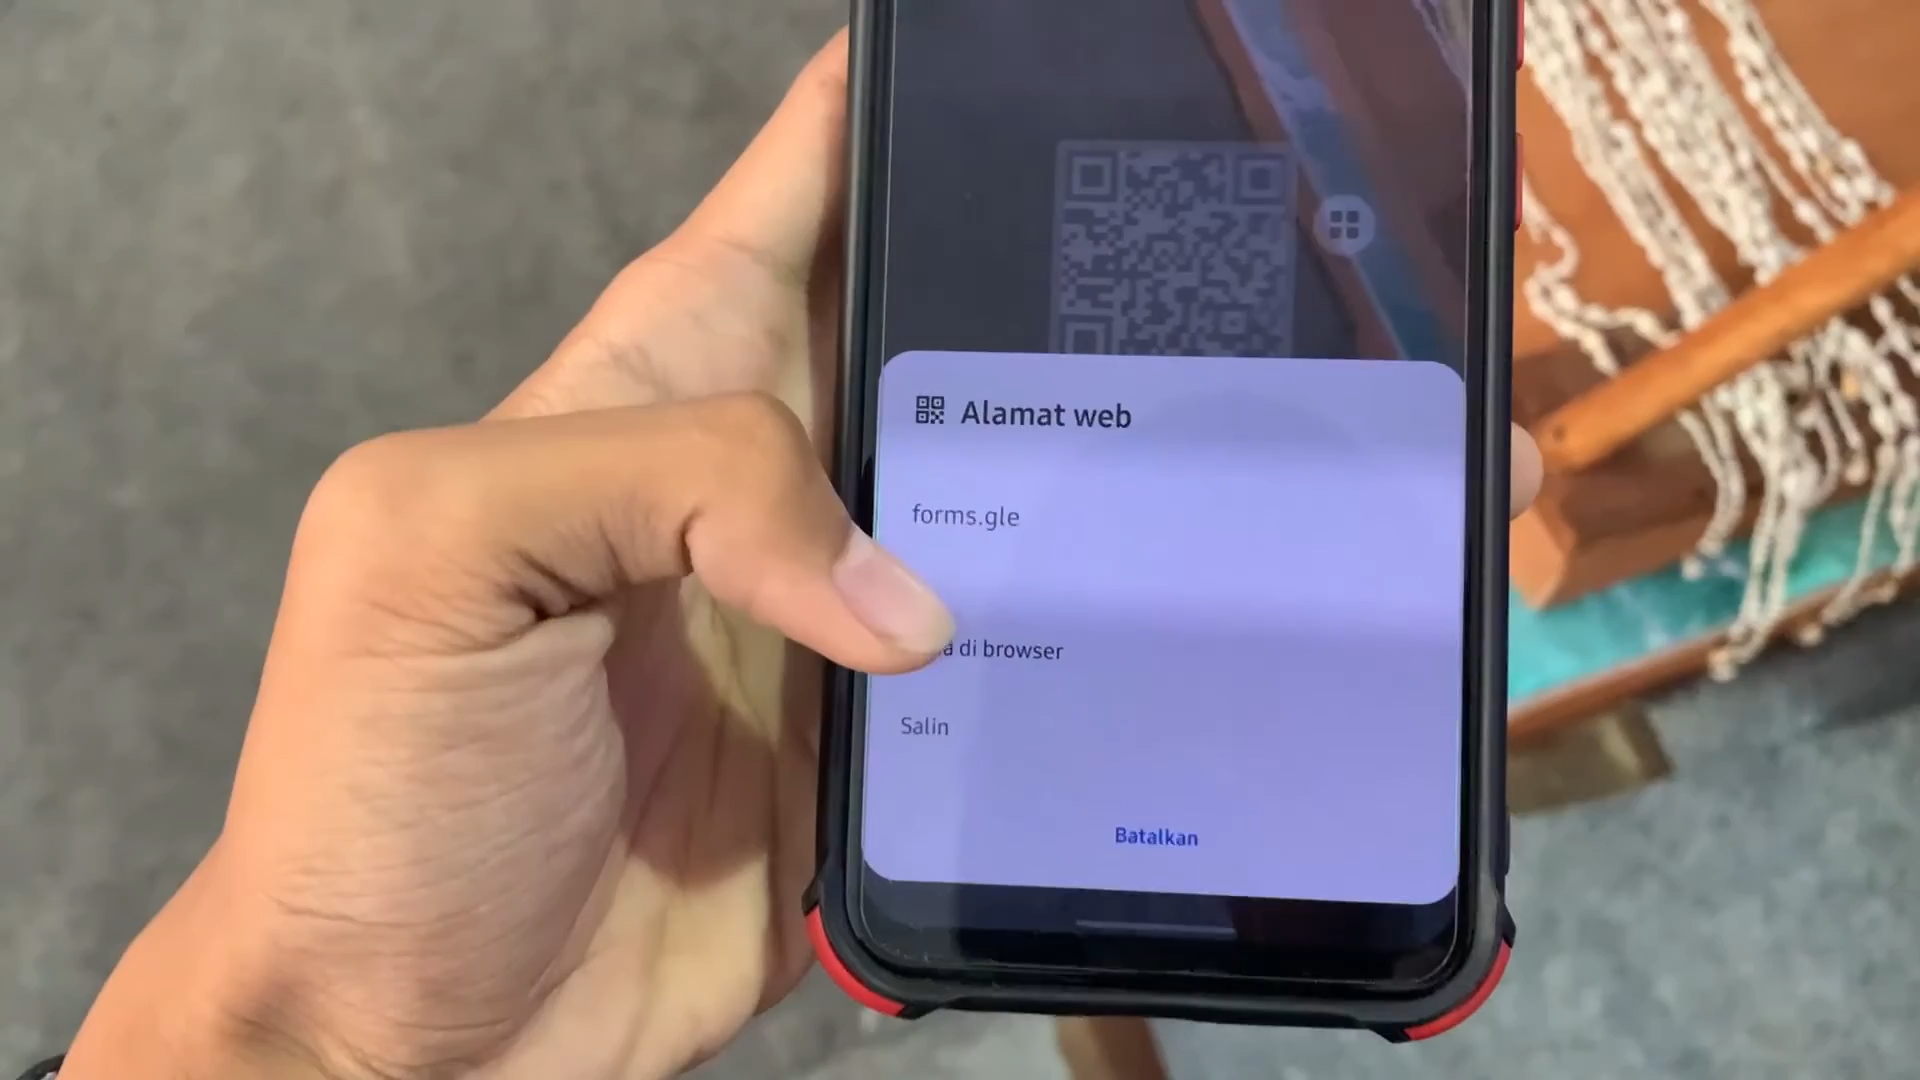 Alamat web
forms.gle
di browser
Salin
Batalkan